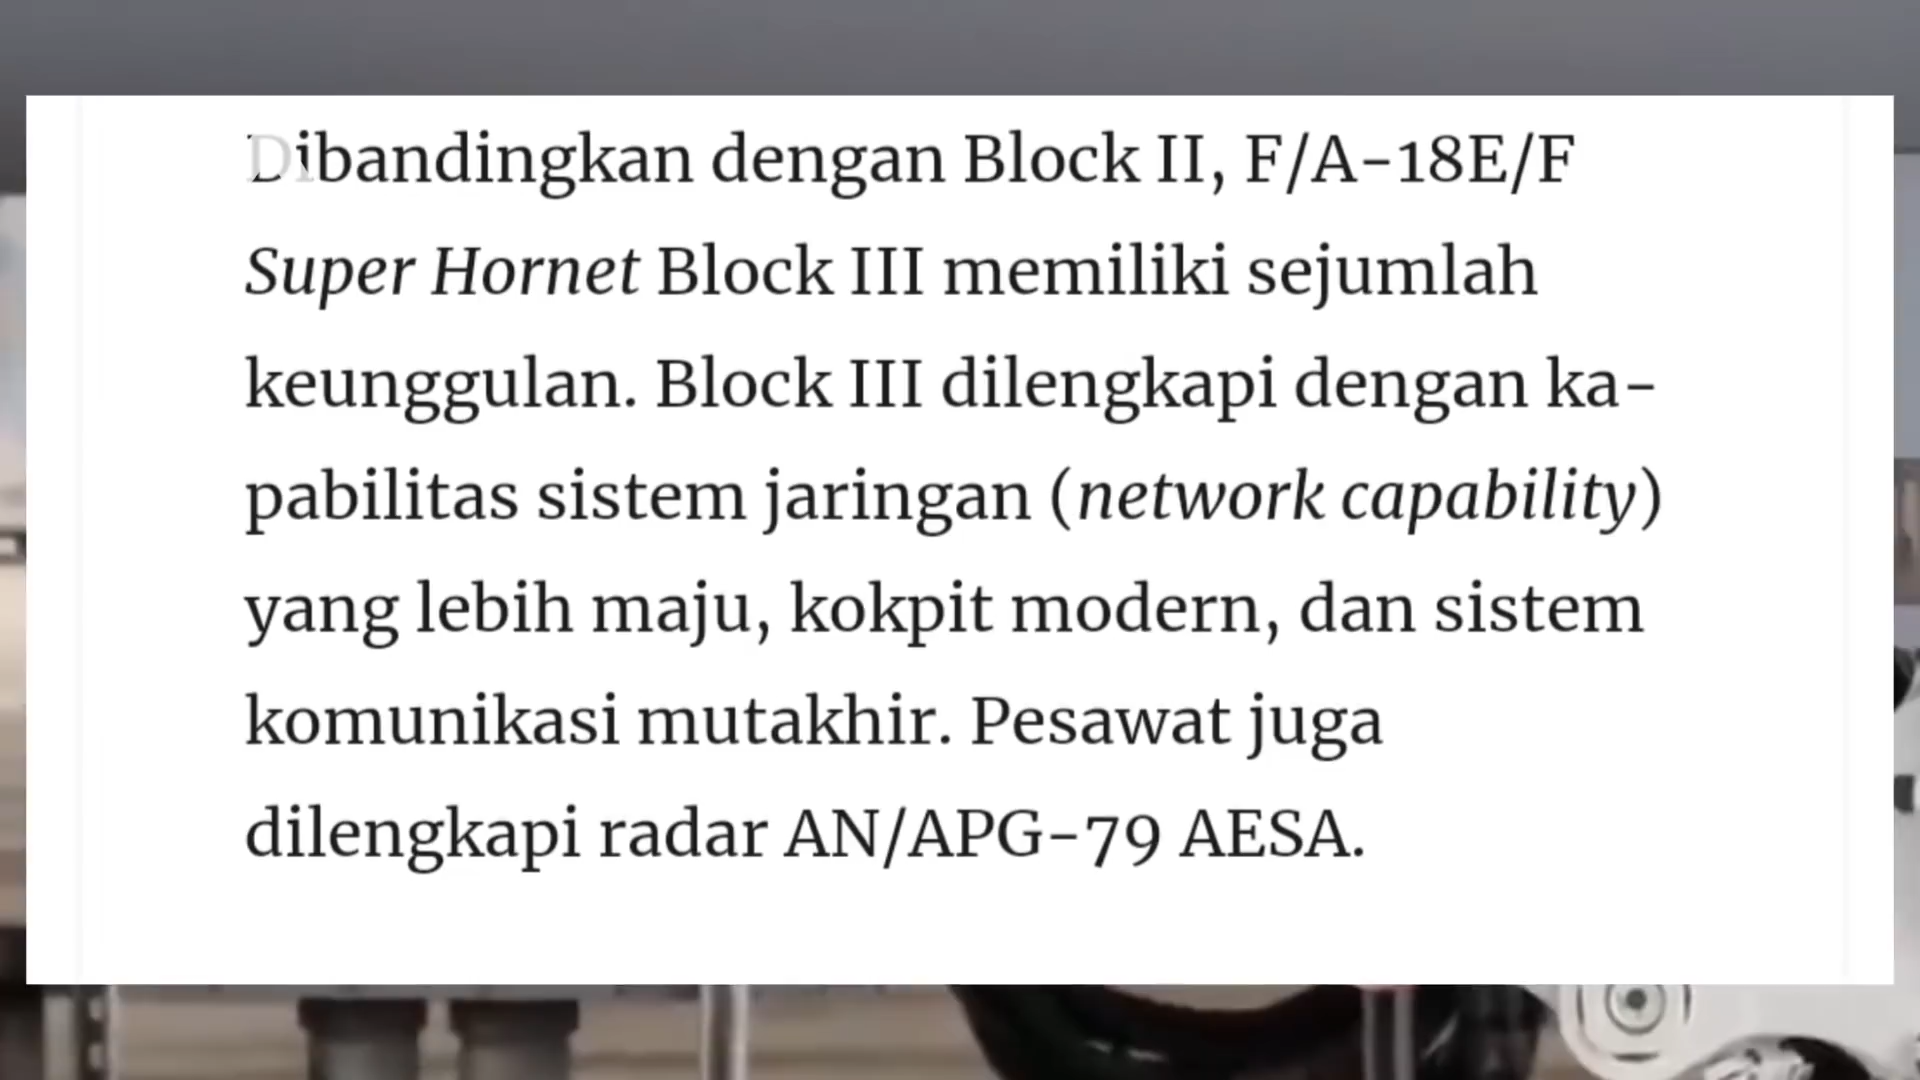 Dibandingkan dengan Block II, F/A-18E/F
Super Hornet Block III memiliki sejumlah
keunggulan. Block III dilengkapi dengan ka-
pabilitas sistem jaringan (network capability)
yang lebih maju, kokpit modern, dan sistem
komunikasi mutakhir. Pesawat juga
dilengkapi radar AN/APG-79 AESA.